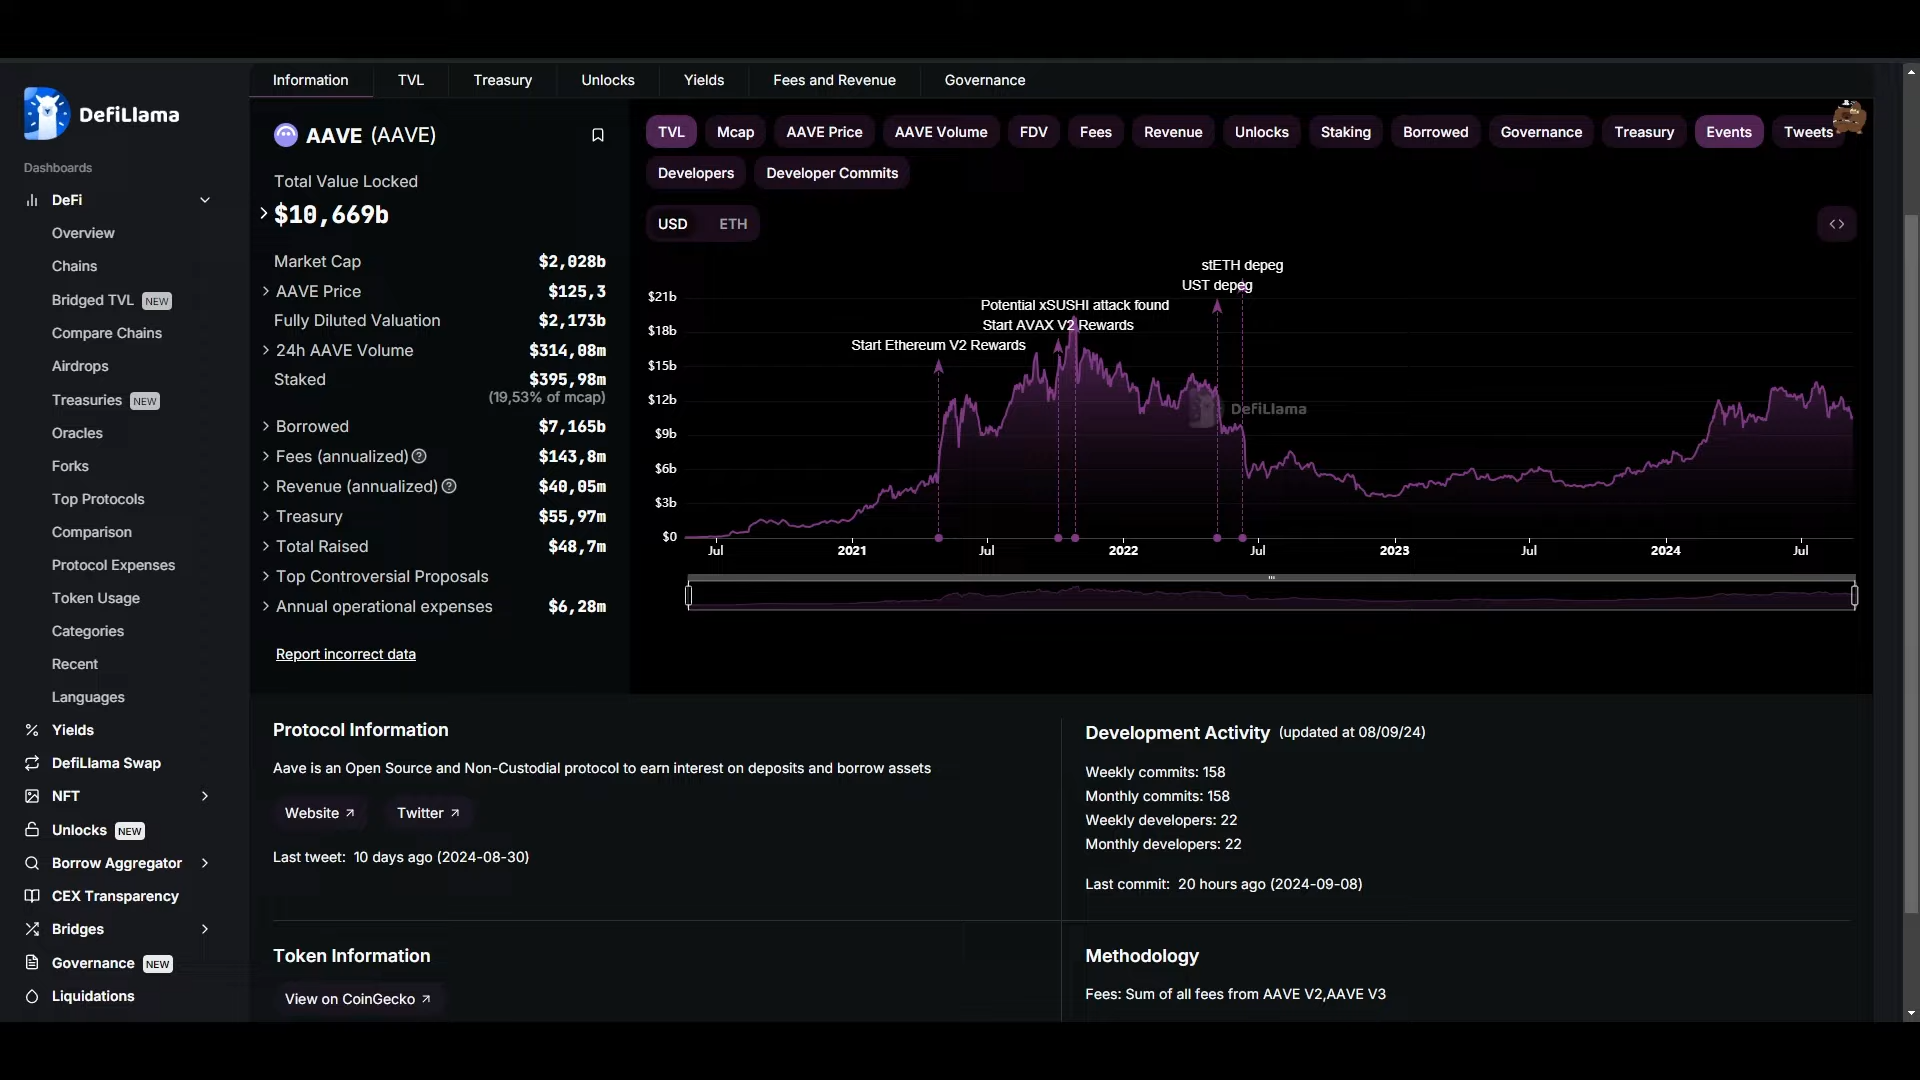 DefiLlama
Dashboards
DeFi
Overview
Chains
Bridged TVL NEW
Compare Chains
Airdrops
Treasuries NEW
Oracles
Forks
Top Protocols
Comparison
Protocol Expenses
Token Usage
Categories
Recent
Languages
Yields
DefiLlama Swap
NFT
Unlocks NEW
Borrow Aggregator
CEX Transparency
Bridges
Governance NEW
Liquidations
Information TVL Treasury Unlocks Yields Fees and Revenue Governance
AAVE (AAVE)
Total Value Locked
$10,669b
Market Cap $2,028b
AAVE Price $125,3
Fully Diluted Valuation $2,173b
24h AAVE Volume $314,08m
Staked $395,98m
(19,53% of mcap)
Borrowed $7,165b
Fees (annualized) $143,8m
Revenue (annualized) $40,05m
Treasury $55,97m
Total Raised $48,7m
Top Controversial Proposals
Annual operational expenses $6,28m
Report incorrect data
TVL Mcap AAVE Price AAVE Volume FDV Fees Revenue Unlocks Staking Borrowed Governance Treasury Events Tweets
Developers Developer Commits
USD ETH
stETH depeg
UST depeg
Potential xSUSHI attack found
Start AVAX V2 Rewards
Start Ethereum V2 Rewards
$21b
$18b
$15b
$12b
$9b
$6b
$3b
$0
DefiLlama
Jul 2021 Jul 2022 Jul 2023 Jul 2024 Jul
Protocol Information
Aave is an Open Source and Non-Custodial protocol to earn interest on deposits and borrow assets
Website Twitter
Last tweet: 10 days ago (2024-08-30)
Development Activity (updated at 08/09/24)
Weekly commits: 158
Monthly commits: 158
Weekly developers: 22
Monthly developers: 22
Last commit: 20 hours ago (2024-09-08)
Token Information
View on CoinGecko
Methodology
Fees: Sum of all fees from AAVE V2,AAVE V3